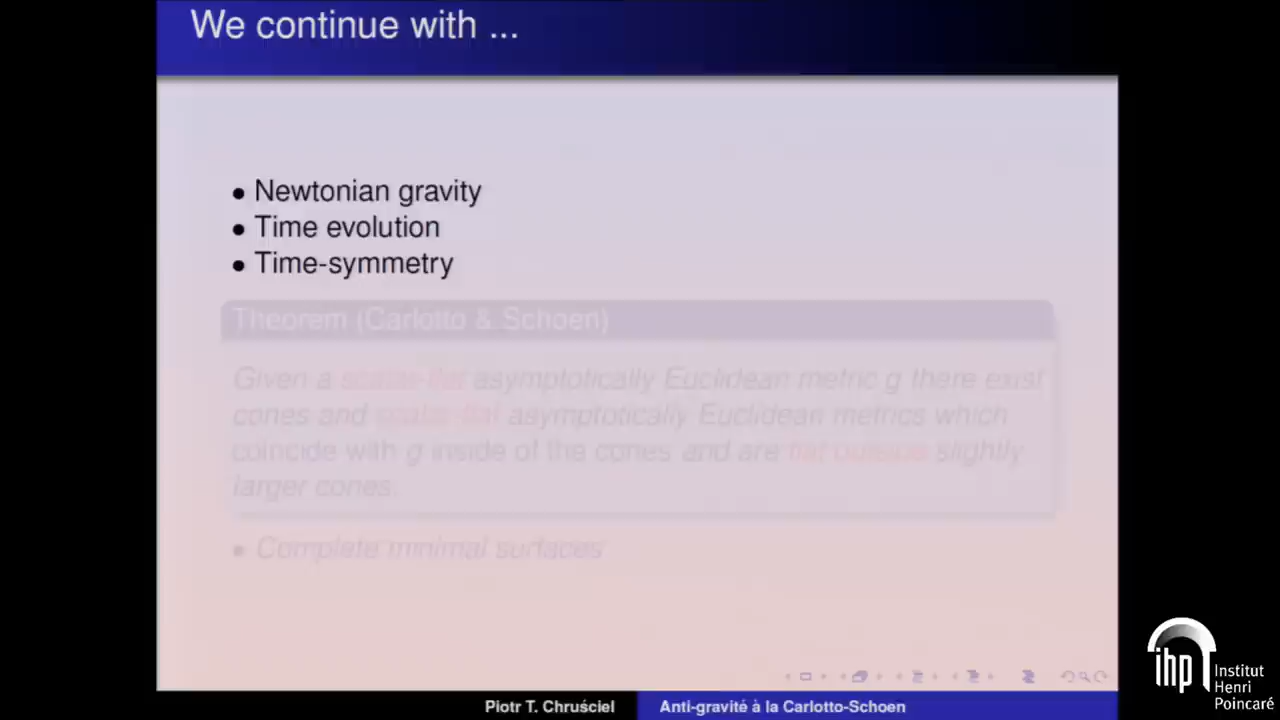 We continue with ...
• Newtonian gravity
• Time evolution
• Time-symmetry
Theorem (Carlotto & Schoen)
Given a scalar-flat asymptotically Euclidean metric g there exist
cones and scalar-flat asymptotically Euclidean metrics which
coincide with g inside of the cones and are flat outside slightly
larger cones.
• Complete minimal surfaces
Piotr T. Chruściel
Anti-gravité à la Carlotto-Schoen
ihp
Institut
Henri
Poincaré